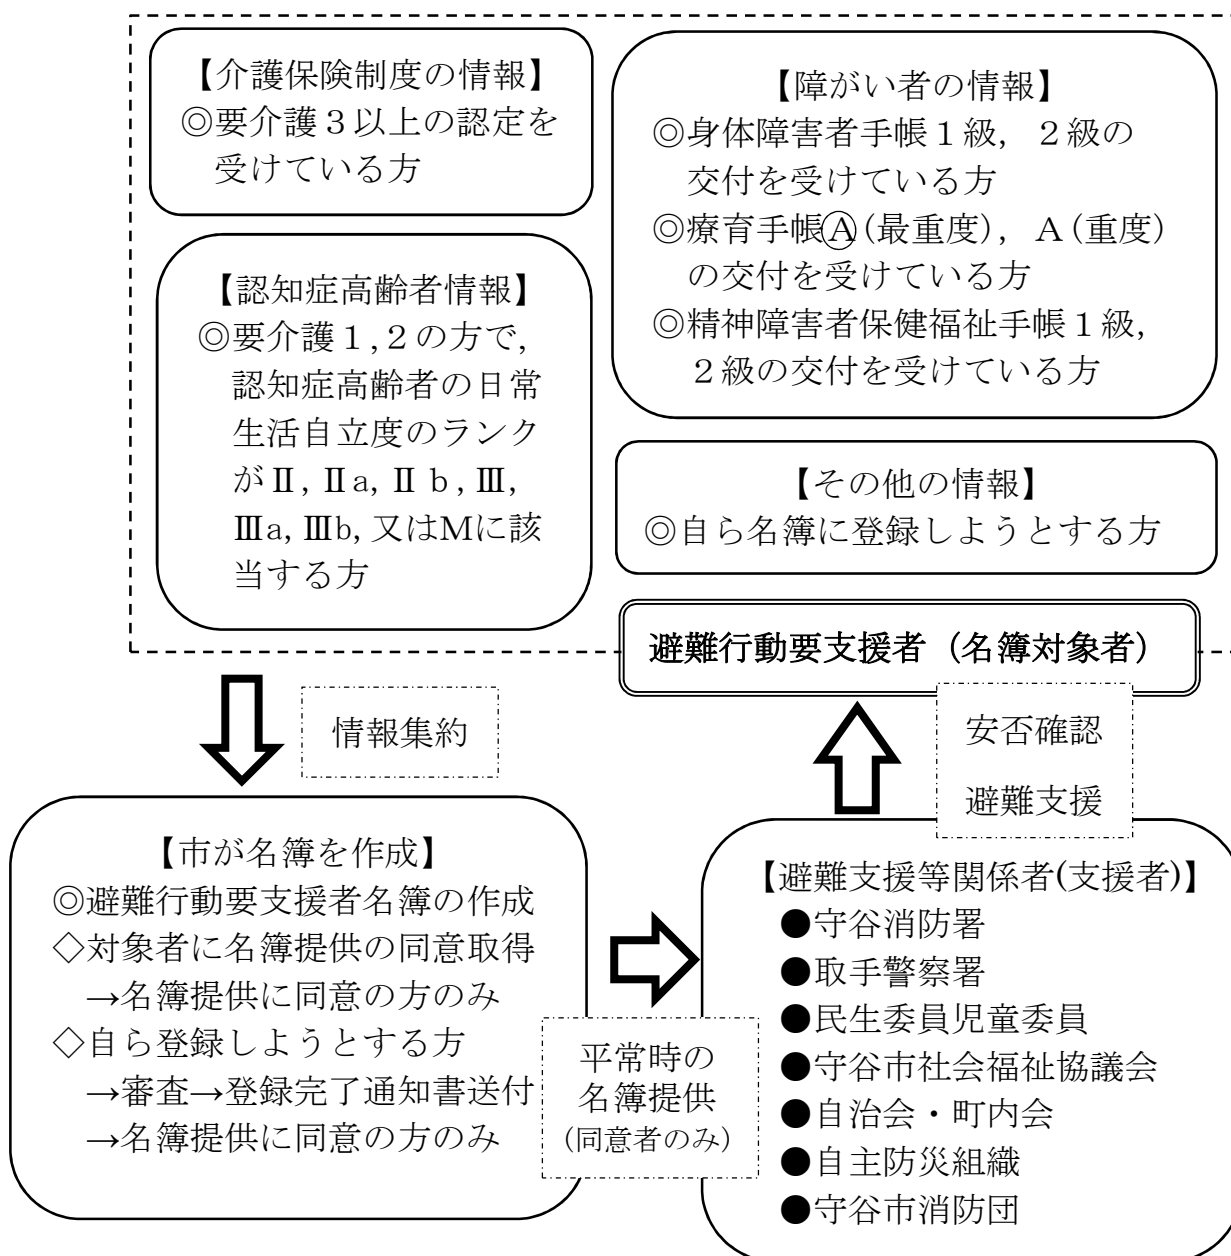 【介護保険制度の情報】
◎要介護３以上の認定を
受けている方
【認知症高齢者情報】
◎要介護１,２の方で,
認知症高齢者の日常
生活自立度のランク
がⅡ,Ⅱa,Ⅱb,Ⅲ,
Ⅲa,Ⅲb,又はMに該
当する方
【障がい者の情報】
◎身体障害者手帳１級，２級の
交付を受けている方
◎療育手帳Ⓐ(最重度)，Ａ(重度)
の交付を受けている方
◎精神障害者保健福祉手帳１級，
２級の交付を受けている方
【その他の情報】
◎自ら名簿に登録しようとする方
避難行動要支援者（名簿対象者）
情報集約
安否確認
避難支援
【市が名簿を作成】
◎避難行動要支援者名簿の作成
◇対象者に名簿提供の同意取得
→名簿提供に同意の方のみ
◇自ら登録しようとする方
→審査→登録完了通知書送付
→名簿提供に同意の方のみ
平常時の
名簿提供
（同意者のみ）
【避難支援等関係者(支援者)】
●守谷消防署
●取手警察署
●民生委員児童委員
●守谷市社会福祉協議会
●自治会・町内会
●自主防災組織
●守谷市消防団